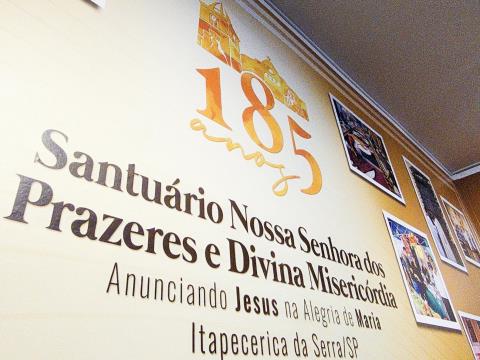 185
anos
Santuário Nossa Senhora dos
Prazeres e Divina Misericórdia
Anunciando Jesus na Alegria de Maria
Itapecerica da Serra/SP